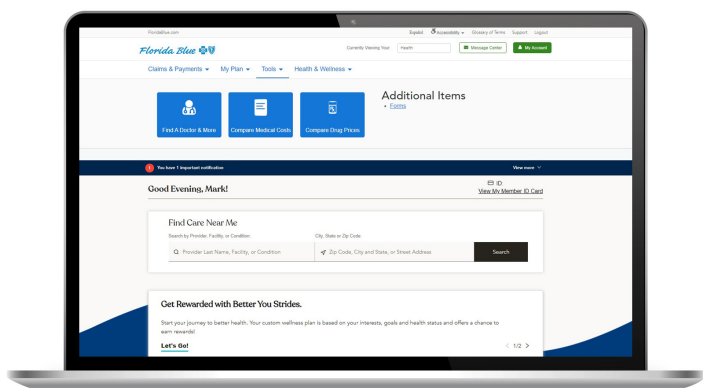 FloridaBlue.com
Español Accessibility Glossary of Terms Support Logout
Florida Blue
Currently Viewing Your: Health
Message Center
My Account
Claims & Payments My Plan Tools Health & Wellness
Find A Doctor & More
Compare Medical Costs
Compare Drug Prices
Additional Items
• Forms
! You have 1 important notification
View more
Good Evening, Mark!
ID:
View My Member ID Card
Find Care Near Me
Search by Provider, Facility, or Condition
City, State or Zip Code
Provider Last Name, Facility, or Condition
Zip Code, City and State, or Street Address
Search
Get Rewarded with Better You Strides.
Start your journey to better health. Your custom wellness plan is based on your interests, goals and health status and offers a chance to
earn rewards!
Let's Go!
< 1/2 >